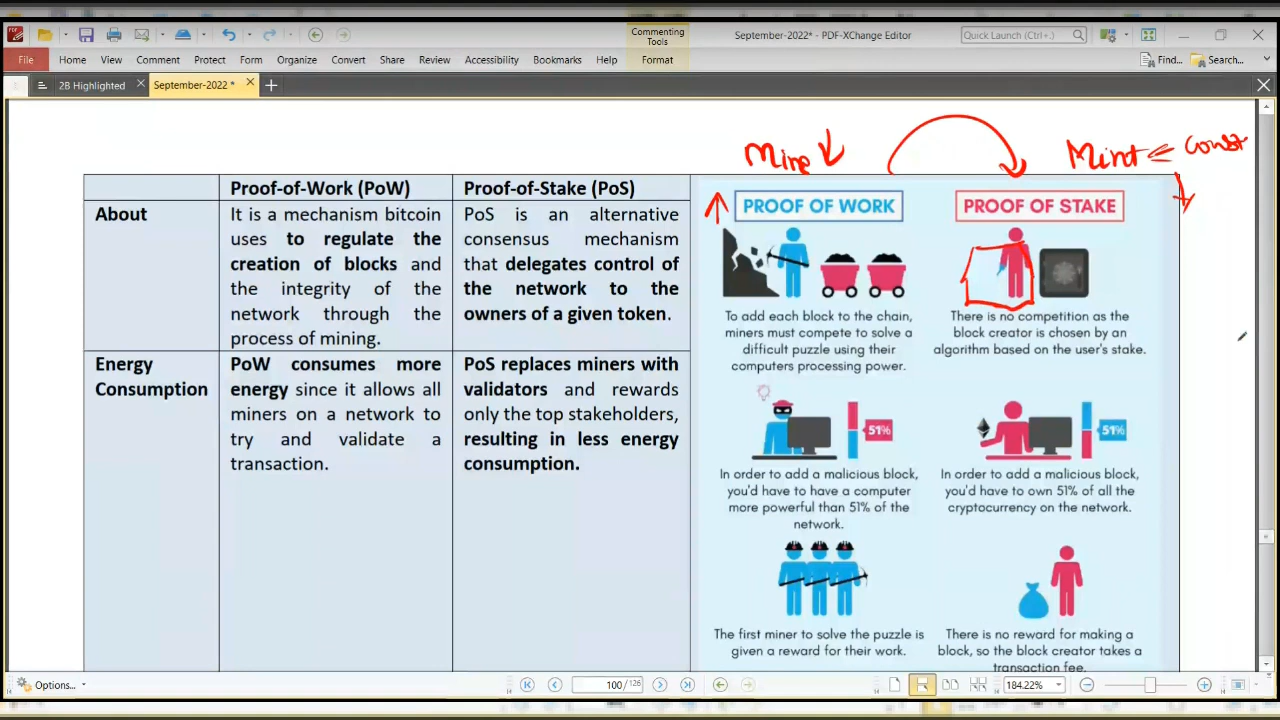 Commenting
Tools
September-2022* - PDF-XChange Editor
Quick Launch (Ctrl+.)
File Home View Comment Protect Form Organize Convert Share Review Accessibility Bookmarks Help Format
Find... Search...
2B Highlighted
September-2022 *
Mine
Mint
Proof-of-Work (PoW)
Proof-of-Stake (PoS)
About
It is a mechanism bitcoin
uses to regulate the
creation of blocks and
the integrity of the
network through the
process of mining.
PoS is an alternative
consensus mechanism
that delegates control of
the network to the
owners of a given token.
Energy
Consumption
PoW consumes more
energy since it allows all
miners on a network to
try and validate a
transaction.
PoS replaces miners with
validators and rewards
only the top stakeholders,
resulting in less energy
consumption.
PROOF OF WORK
PROOF OF STAKE
To add each block to the chain,
miners must compete to solve a
difficult puzzle using their
computers processing power.
There is no competition as the
block creator is chosen by an
algorithm based on the user's stake.
51%
51%
In order to add a malicious block,
you'd have to have a computer
more powerful than 51% of the
network.
In order to add a malicious block,
you'd have to own 51% of all the
cryptocurrency on the network.
The first miner to solve the puzzle is
given a reward for their work.
There is no reward for making a
block, so the block creator takes a
transaction fee.
Options...
100 / 126
184.22%